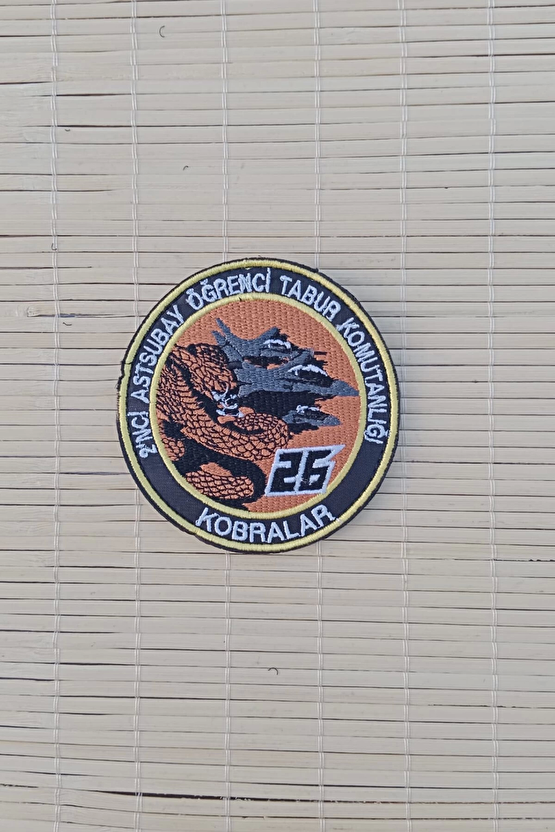 2'NCİ ASTSUBAY ÖĞRENCİ TABUR KOMUTANLIĞI
26
KOBRALAR